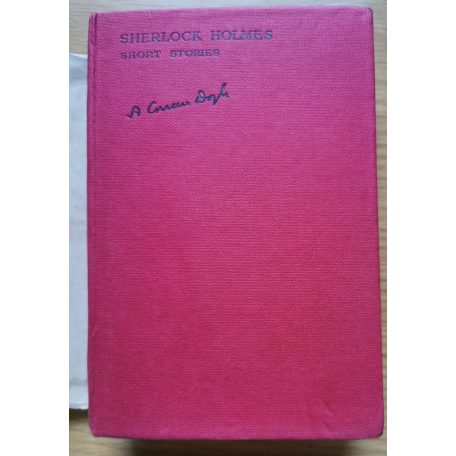 SHERLOCK HOLMES
SHORT STORIES
A Conan Doyle